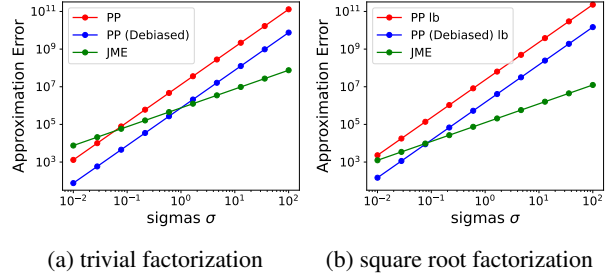 Approximation Error
10^11
10^9
10^7
10^5
10^3
PP
PP (Debiased)
JME
10^−2 10^−1 10^0 10^1 10^2
sigmas σ
(a) trivial factorization
Approximation Error
10^11
10^9
10^7
10^5
10^3
PP lb
PP (Debiased) lb
JME
10^−2 10^−1 10^0 10^1 10^2
sigmas σ
(b) square root factorization